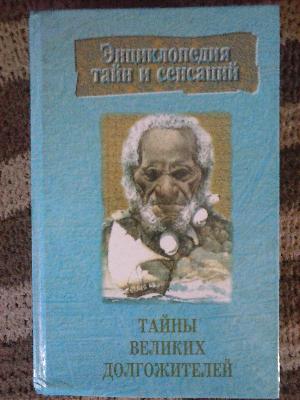 Энциклопедия
тайн и сенсаций
ТАЙНЫ
ВЕЛИКИХ
ДОЛГОЖИТЕЛЕЙ